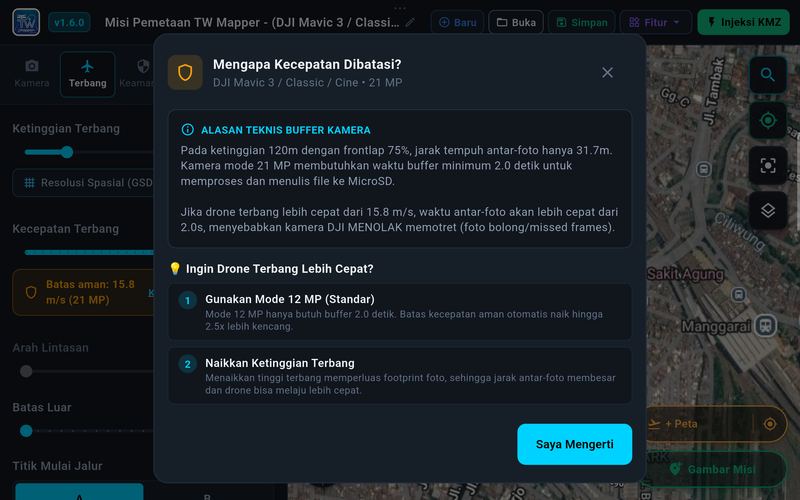 TW
v1.6.0
Misi Pemetaan TW Mapper - (DJI Mavic 3 / Classi...
Baru
Buka
Simpan
Fitur
Injeksi KMZ
Kamera
Terbang
Keaman
Ketinggian Terbang
Resolusi Spasial (GSD
Kecepatan Terbang
Batas aman: 15.8
m/s (21 MP)
K
Arah Lintasan
Batas Luar
Titik Mulai Jalur
A
B
Mengapa Kecepatan Dibatasi?
DJI Mavic 3 / Classic / Cine • 21 MP
ALASAN TEKNIS BUFFER KAMERA
Pada ketinggian 120m dengan frontlap 75%, jarak tempuh antar-foto hanya 31.7m.
Kamera mode 21 MP membutuhkan waktu buffer minimum 2.0 detik untuk
memproses dan menulis file ke MicroSD.
Jika drone terbang lebih cepat dari 15.8 m/s, waktu antar-foto akan lebih cepat dari
2.0s, menyebabkan kamera DJI MENOLAK memotret (foto bolong/missed frames).
💡 Ingin Drone Terbang Lebih Cepat?
1
Gunakan Mode 12 MP (Standar)
Mode 12 MP hanya butuh buffer 2.0 detik. Batas kecepatan aman otomatis naik hingga
2.5x lebih kencang.
2
Naikkan Ketinggian Terbang
Menaikkan tinggi terbang memperluas footprint foto, sehingga jarak antar-foto membesar
dan drone bisa melaju lebih cepat.
Saya Mengerti
Gg. C
Jl. Tambak
Ciliwung
Sakit Agung
Manggarai
+ Peta
Gambar Misi